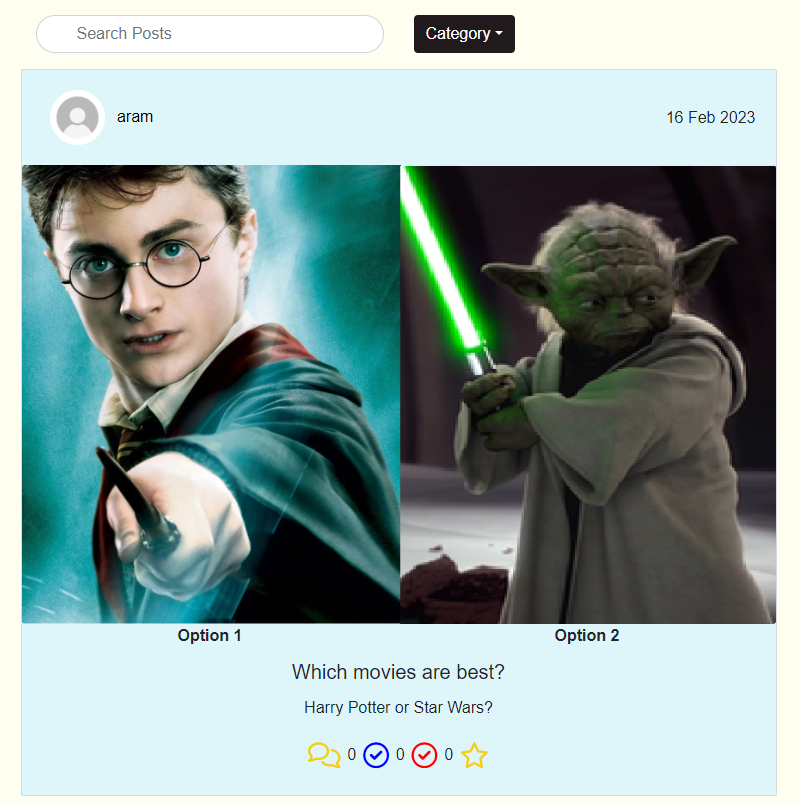 Search Posts
Category
aram
16 Feb 2023
Option 1
Option 2
Which movies are best?
Harry Potter or Star Wars?
0 0 0